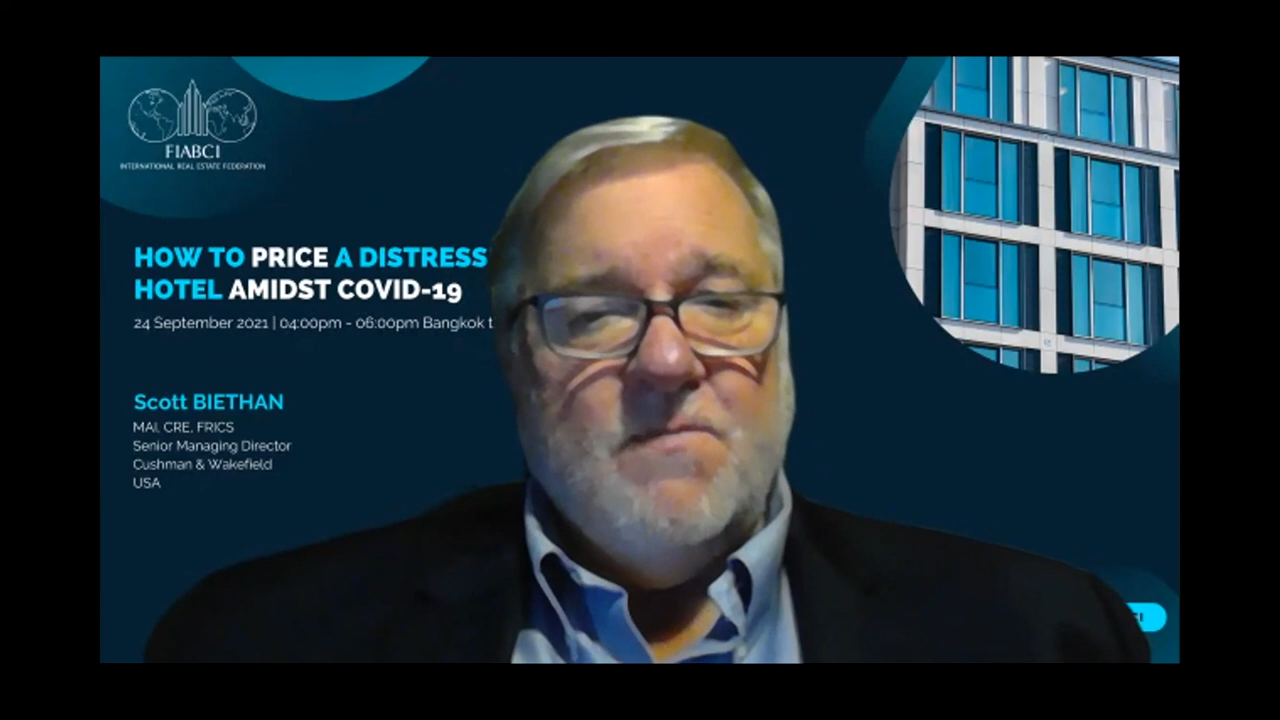 FIABCI
INTERNATIONAL REAL ESTATE FEDERATION
HOW TO PRICE A DISTRESS
HOTEL AMIDST COVID-19
24 September 2021 | 04:00pm - 06:00pm Bangkok t
Scott BIETHAN
MAI, CRE, FRICS
Senior Managing Director
Cushman & Wakefield
USA